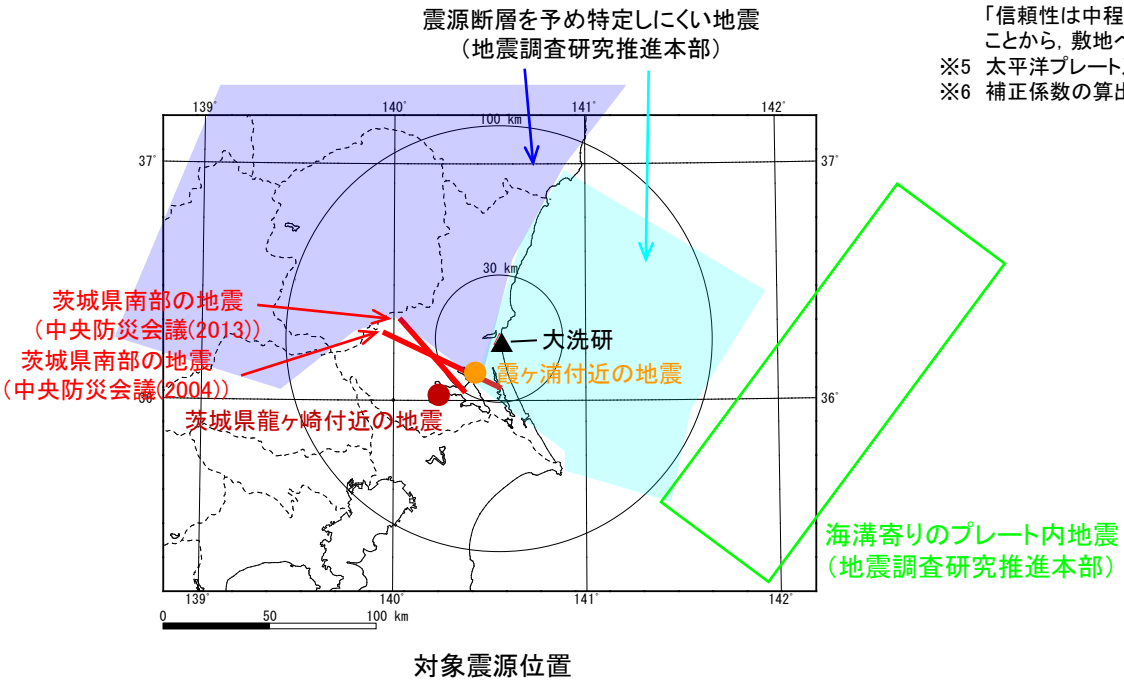 震源断層を予め特定しにくい地震
（地震調査研究推進本部）
「信頼性は中程
ことから，敷地へ
※5 太平洋プレート
※6 補正係数の算出
139°
140°
141°
142°
100 km
37°
37°
30 km
茨城県南部の地震
（中央防災会議(2013)）
大洗研
茨城県南部の地震
（中央防災会議(2004)）
霞ヶ浦付近の地震
36°
36°
茨城県龍ヶ崎付近の地震
海溝寄りのプレート内地震
（地震調査研究推進本部）
139°
140°
141°
142°
0 50 100 km
対象震源位置